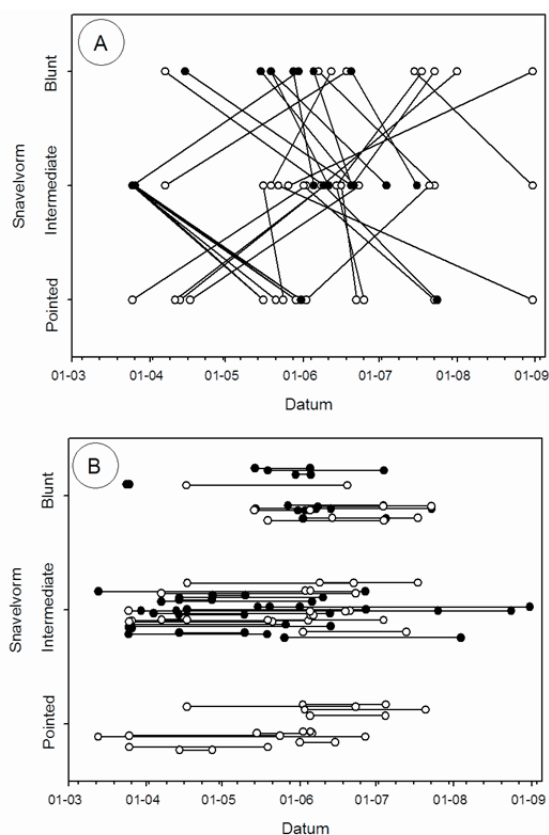 A
Blunt
Intermediate
Pointed
Snavelvorm
01-03 01-04 01-05 01-06 01-07 01-08 01-09
Datum
B
Blunt
Intermediate
Pointed
Snavelvorm
01-03 01-04 01-05 01-06 01-07 01-08 01-09
Datum